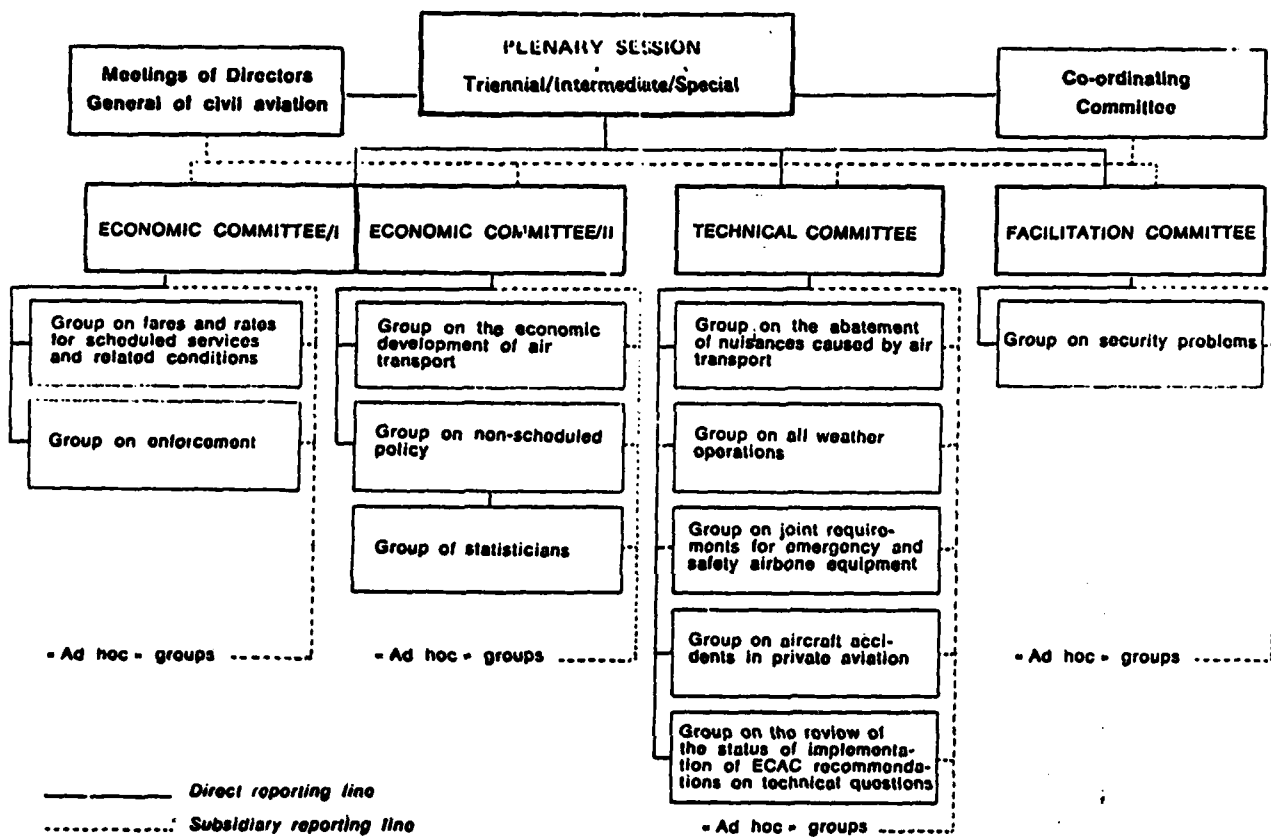 PLENARY SESSION
Triennial/Intermediate/Special
Meetings of Directors
General of civil aviation
Co-ordinating
Committee
ECONOMIC COMMITTEE/I
ECONOMIC COMMITTEE/II
TECHNICAL COMMITTEE
FACILITATION COMMITTEE
Group on fares and rates
for scheduled services
and related conditions
Group on enforcement
« Ad hoc » groups
Group on the economic
development of air
transport
Group on non-scheduled
policy
Group of statisticians
« Ad hoc » groups
Group on the abatement
of nuisances caused by air
transport
Group on all weather
operations
Group on joint require-
ments for emergency and
safety airbone equipment
Group on aircraft acci-
dents in private aviation
Group on the review of
the status of implementa-
tion of ECAC recommenda-
tions on technical questions
« Ad hoc » groups
Group on security problems
« Ad hoc » groups
Direct reporting line
Subsidiary reporting line